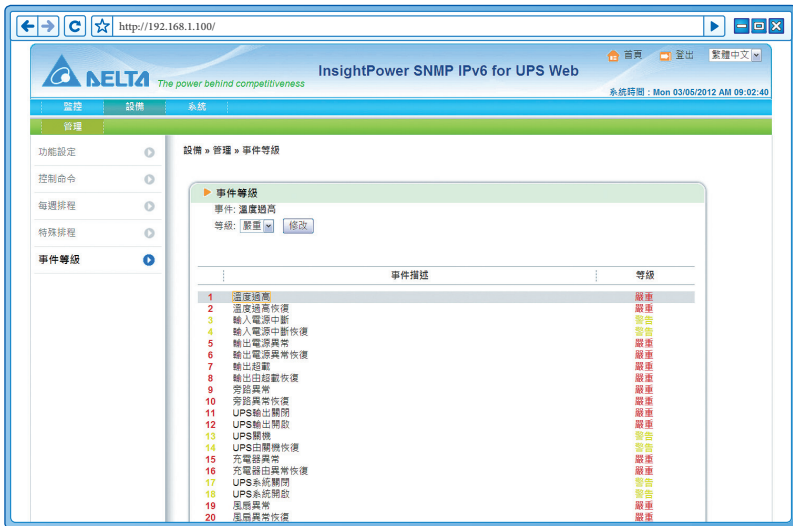 http://192.168.1.100/
首頁 登出 繁體中文
DELTA The power behind competitiveness InsightPower SNMP IPv6 for UPS Web
系統時間 : Mon 03/05/2012 AM 09:02:40
監控 設備 系統
管理
功能設定
控制命令
每週排程
特殊排程
事件等級
設備 » 管理 » 事件等級
事件等級
事件: 溫度過高
等級: 嚴重 修改
事件描述 等級
1 溫度過高 嚴重
2 溫度過高恢復 嚴重
3 輸入電源中斷 警告
4 輸入電源中斷恢復 警告
5 輸出電源異常 嚴重
6 輸出電源異常恢復 嚴重
7 輸出超載 嚴重
8 輸出由超載恢復 嚴重
9 旁路異常 嚴重
10 旁路異常恢復 嚴重
11 UPS輸出關閉 嚴重
12 UPS輸出開啟 嚴重
13 UPS關機 警告
14 UPS由關機恢復 警告
15 充電器異常 嚴重
16 充電器由異常恢復 嚴重
17 UPS系統關閉 警告
18 UPS系統開啟 警告
19 風扇異常 嚴重
20 風扇異常恢復 嚴重